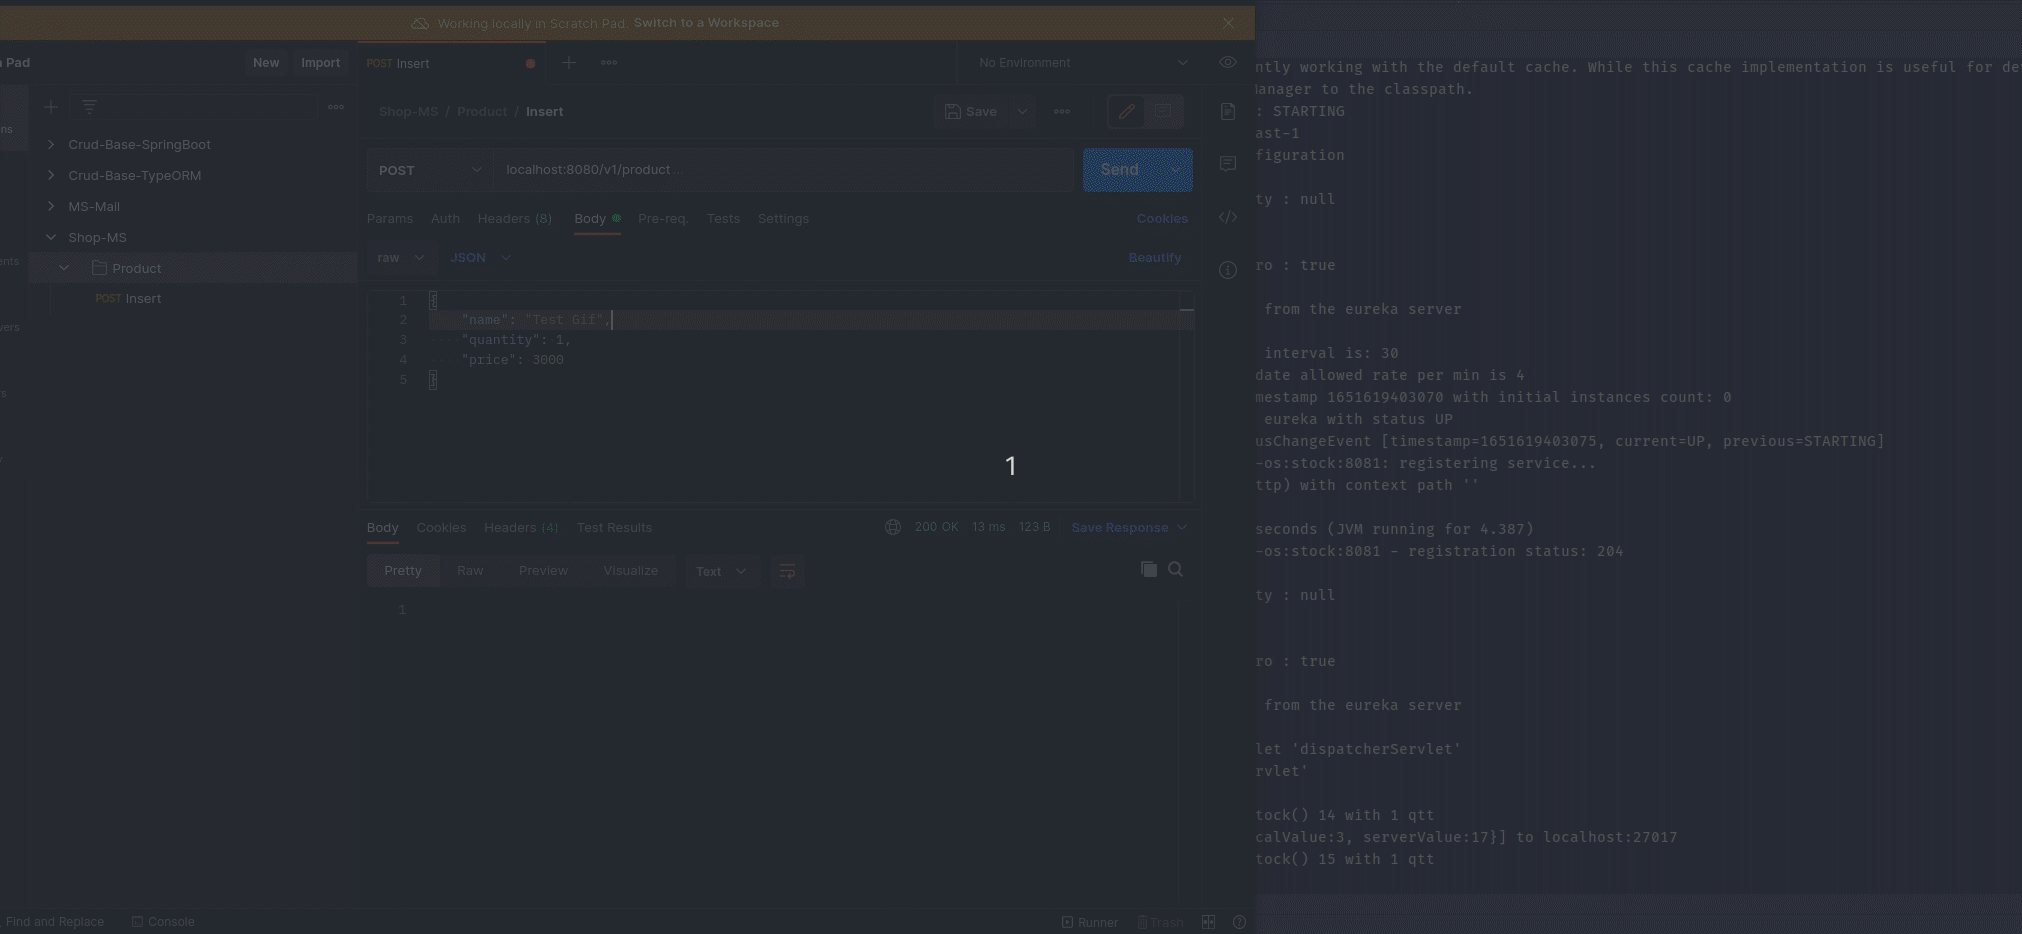 Working locally in Scratch Pad. Switch to a Workspace
Pad
New
Import
POST Insert
No Environment
Shop-MS / Product / Insert
Save
Crud-Base-SpringBoot
Crud-Base-TypeORM
MS-Mail
Shop-MS
Product
POST Insert
POST
localhost:8080/v1/product
Send
Params
Auth
Headers (8)
Body
Pre-req.
Tests
Settings
Cookies
raw
JSON
Beautify
1 {
2 "name": "Test Gif",
3 "quantity": 1,
4 "price": 3000
5 }
1
Body
Cookies
Headers (4)
Test Results
200 OK
13 ms
123 B
Save Response
Pretty
Raw
Preview
Visualize
Text
1
Find and Replace
Console
Runner
Trash
ntly working with the default cache. While this cache implementation is useful for de
anager to the classpath.
: STARTING
ast-1
figuration
ty : null
ro : true
from the eureka server
interval is: 30
date allowed rate per min is 4
mestamp 1651619403070 with initial instances count: 0
eureka with status UP
usChangeEvent [timestamp=1651619403075, current=UP, previous=STARTING]
-os:stock:8081: registering service...
ttp) with context path ''
seconds (JVM running for 4.387)
-os:stock:8081 - registration status: 204
ty : null
ro : true
from the eureka server
let 'dispatcherServlet'
rvlet'
tock() 14 with 1 qtt
calValue:3, serverValue:17}] to localhost:27017
tock() 15 with 1 qtt